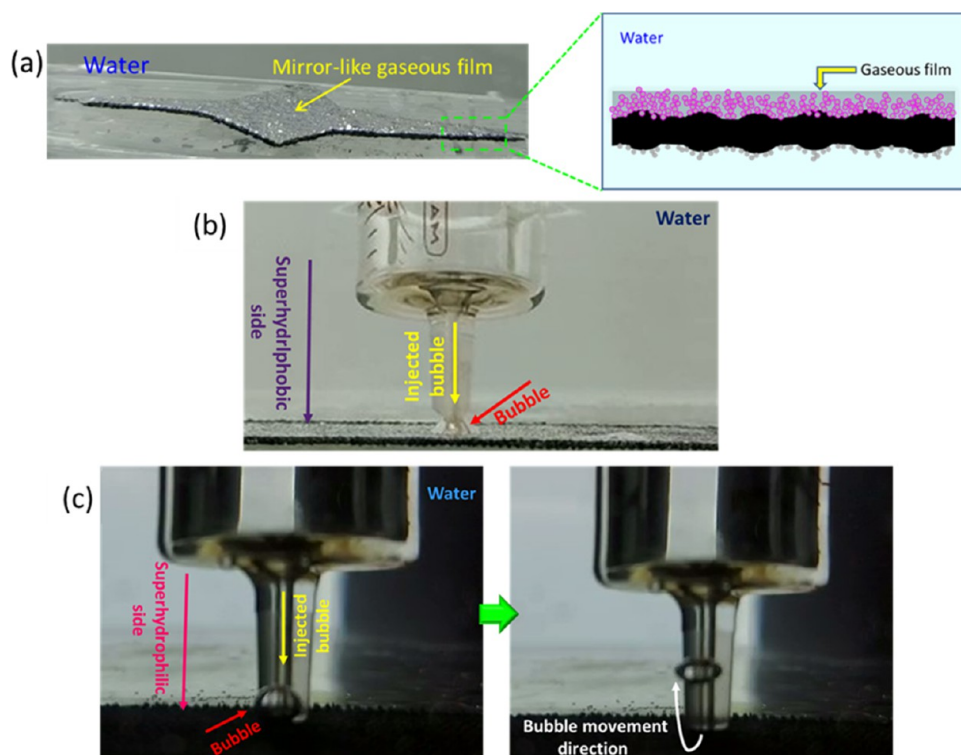 (a)
Water
Mirror-like gaseous film
Water
Gaseous film
(b)
Water
AM
Superhydrlphobic
side
Injected
bubble
Bubble
(c)
Water
Superhydrophilic
side
Injected
bubble
Bubble
Bubble movement
direction